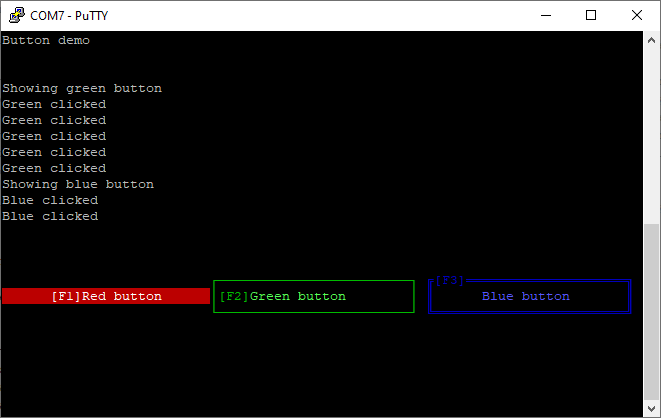 COM7 - PuTTY
Button demo
Showing green button
Green clicked
Green clicked
Green clicked
Green clicked
Green clicked
Showing blue button
Blue clicked
Blue clicked
[F3]
[F1]Red button [F2]Green button Blue button